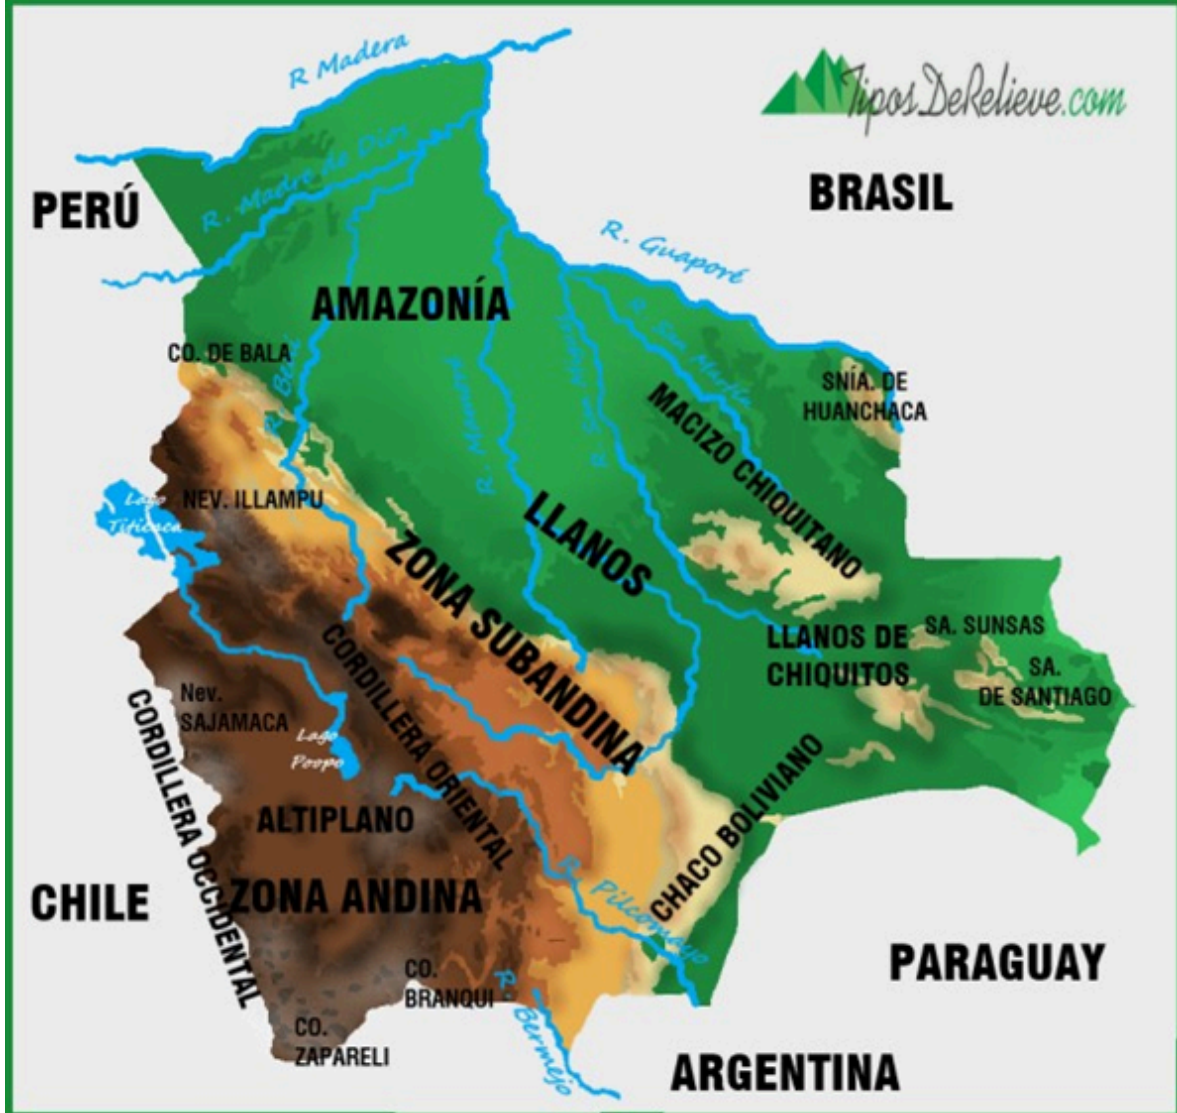 R Madera
TiposDeRelieve.com
R. Madre de Dios
PERÚ
BRASIL
R. Guaporé
AMAZONÍA
R. San Martín
CO. DE BALA
R. Beni
R. Mamoré
R. San Miguel
SNÍA. DE
HUANCHACA
MACIZO CHIQUITANO
Lago
Titicaca
NEV. ILLAMPU
LLANOS
ZONA SUBANDINA
LLANOS DE
CHIQUITOS
SA. SUNSAS
SA.
DE SANTIAGO
CORDILLERA ORIENTAL
Nev.
SAJAMACA
CORDILLERA OCCIDENTAL
Lago
Poopo
ALTIPLANO
CHACO BOLIVIANO
CHILE
ZONA ANDINA
R. Pilcomayo
PARAGUAY
CO.
BRANQUI
R. Bermejo
CO.
ZAPARELI
ARGENTINA